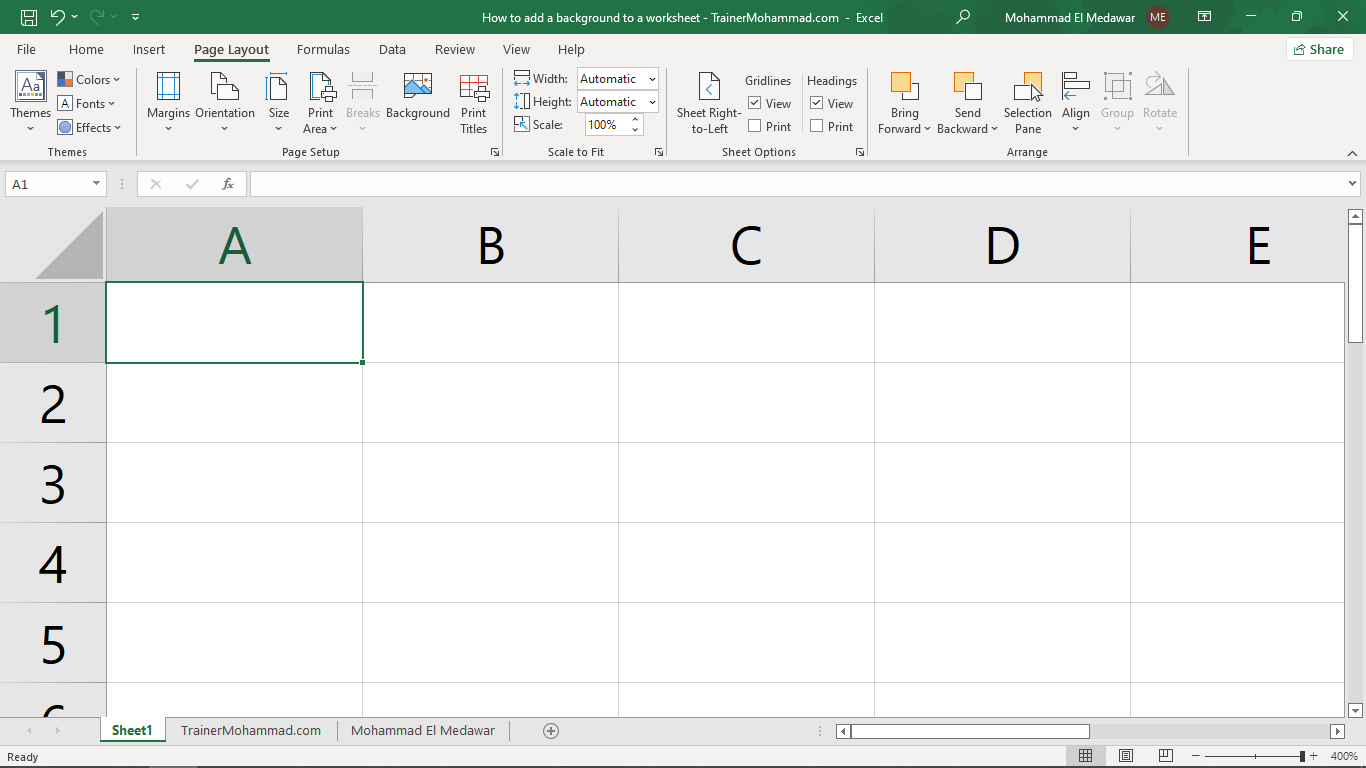 How to add a background to a worksheet - TrainerMohammad.com - Excel
Mohammad El Medawar ME
File Home Insert Page Layout Formulas Data Review View Help Share
Aa
Themes
Colors
A Fonts
Effects
Themes
Margins
Orientation
Size
Print
Area
Breaks
Background
Print
Titles
Page Setup
Width: Automatic
Height: Automatic
Scale: 100%
Scale to Fit
Sheet Right-
to-Left
Gridlines
View
Print
Headings
View
Print
Sheet Options
Bring
Forward
Send
Backward
Selection
Pane
Align
Group
Rotate
Arrange
A1 fx
A B C D E
1
2
3
4
5
6
Sheet1 TrainerMohammad.com Mohammad El Medawar
Ready 400%